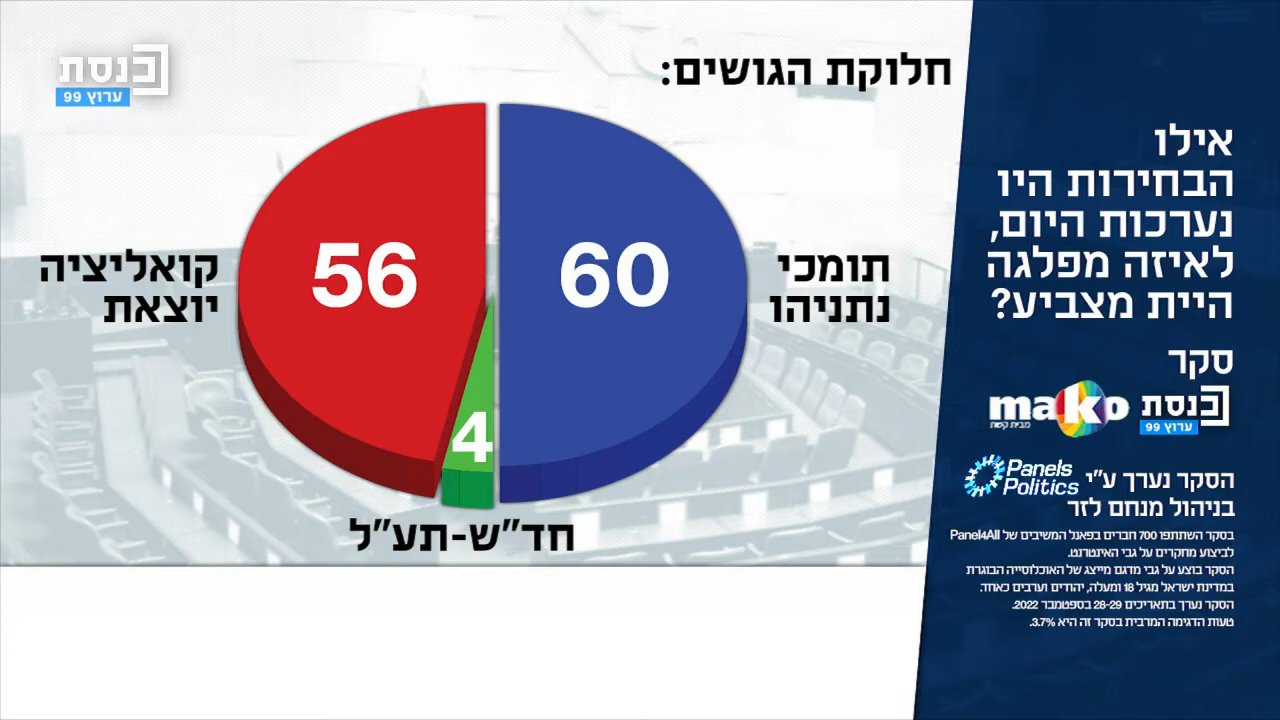 כנסת
ערוץ 99
חלוקת הגושים:
תומכי
נתניהו
60
56
קואליציה
יוצאת
4
חד"ש-תע"ל
אילו
הבחירות היו
נערכות היום,
לאיזה מפלגה
היית מצביע?
סקר
כנסת
ערוץ 99
mako
מבית קשת
הסקר נערך ע"י Panels Politics
בניהול מנחם לזר
בסקר השתתפו 700 חברים בפאנל המשיבים של Panel4All
לביצוע מחקרים על גבי האינטרנט.
הסקר בוצע על גבי מדגם מייצג של האוכלוסייה הבוגרת
במדינת ישראל מגיל 18 ומעלה, יהודים וערבים כאחד.
הסקר נערך בתאריכים 28-29 בספטמבר 2022.
טעות הדגימה המרבית בסקר זה היא 3.7%.